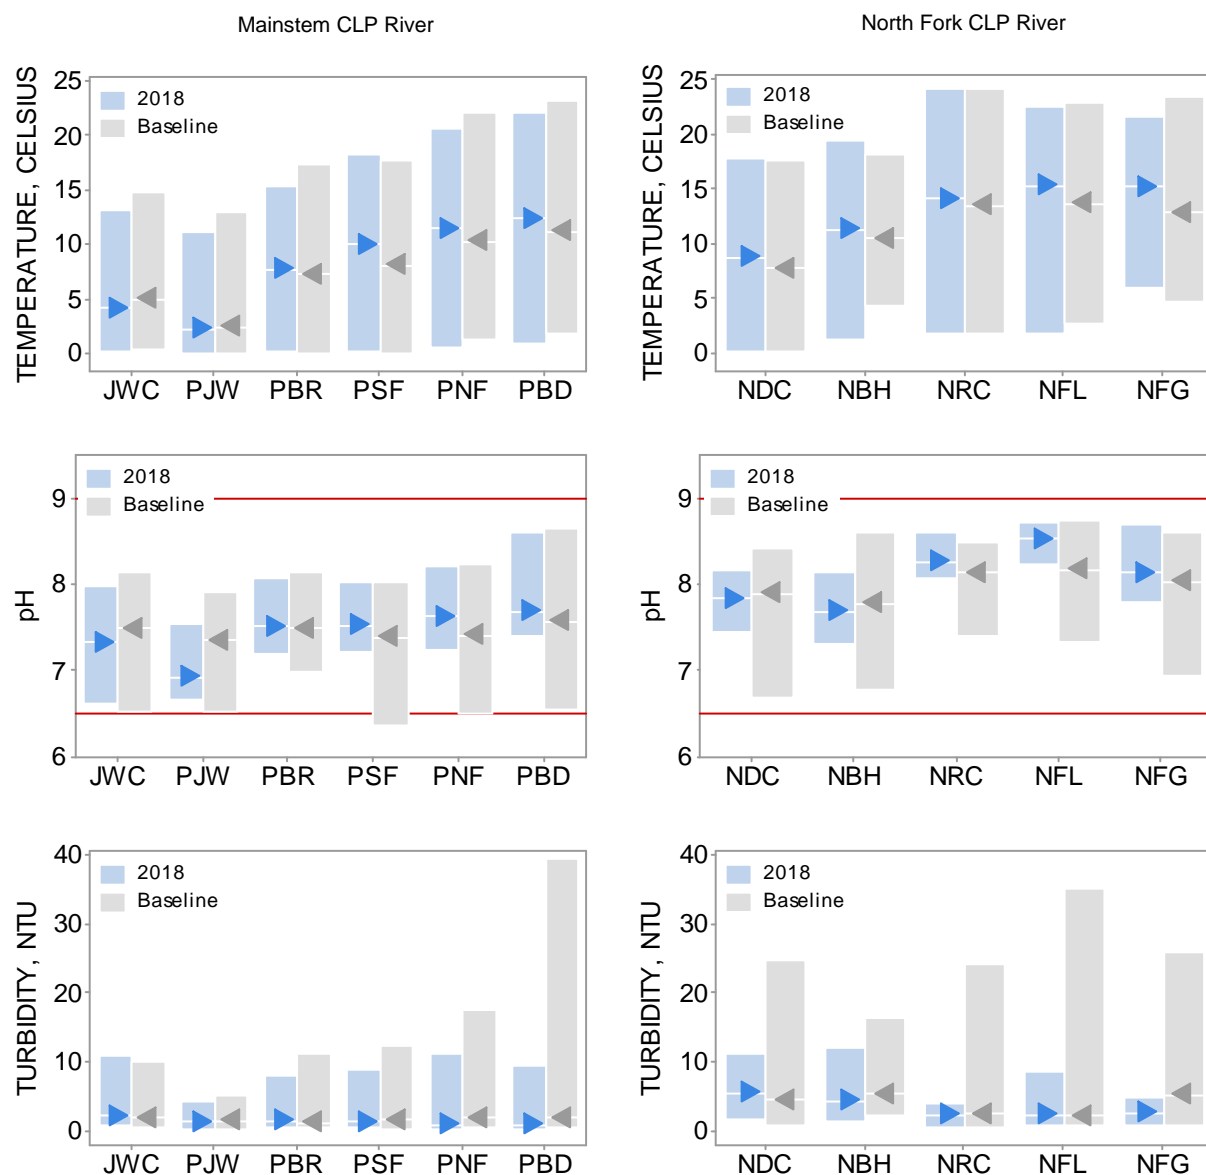 Mainstem CLP River
North Fork CLP River
TEMPERATURE, CELSIUS
25
20
15
10
5
0
2018
Baseline
JWC PJW PBR PSF PNF PBD
TEMPERATURE, CELSIUS
25
20
15
10
5
0
2018
Baseline
NDC NBH NRC NFL NFG
pH
9
8
7
6
2018
Baseline
JWC PJW PBR PSF PNF PBD
pH
9
8
7
6
2018
Baseline
NDC NBH NRC NFL NFG
TURBIDITY, NTU
40
30
20
10
0
2018
Baseline
JWC PJW PBR PSF PNF PBD
TURBIDITY, NTU
40
30
20
10
0
2018
Baseline
NDC NBH NRC NFL NFG